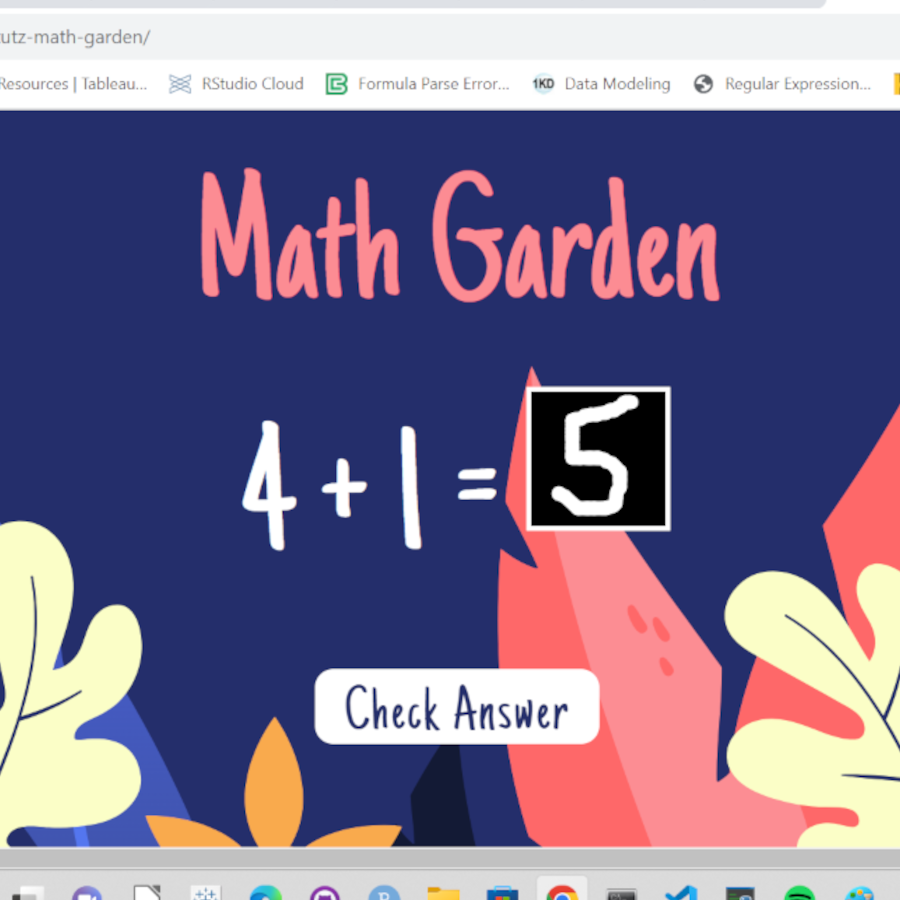 utz-math-garden/
Resources | Tableau... RStudio Cloud Formula Parse Error... 1KD Data Modeling Regular Expression...
Math Garden
4 + 1 = 5
Check Answer